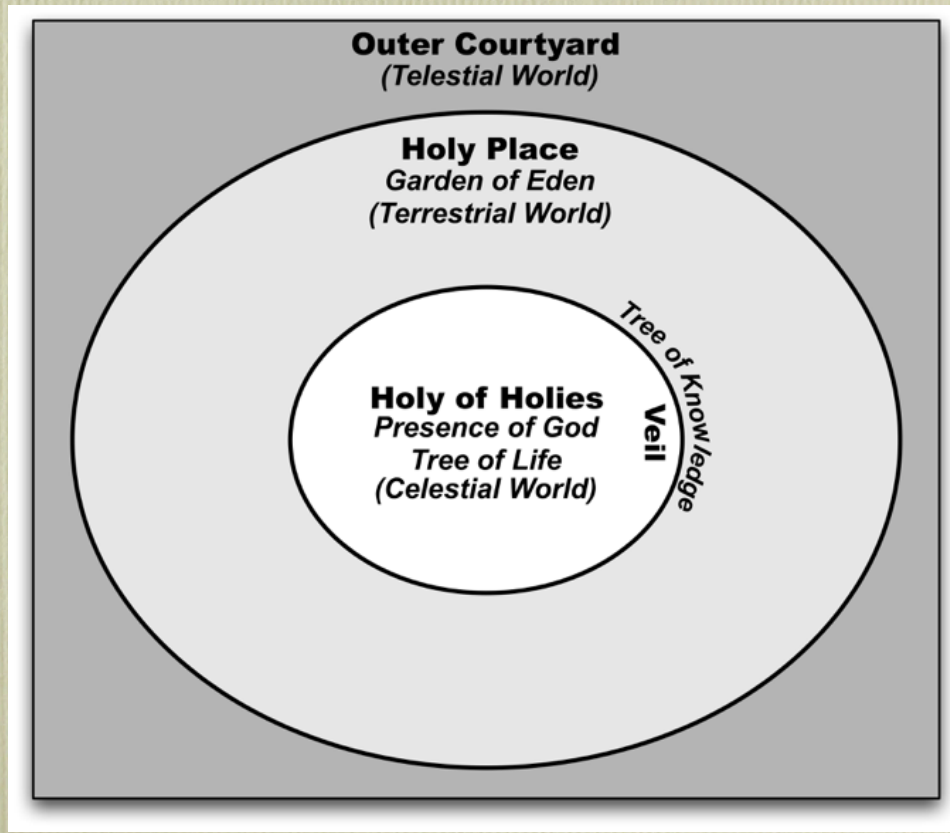 Outer Courtyard
(Telestial World)
Holy Place
Garden of Eden
(Terrestrial World)
Tree of Knowledge
Veil
Holy of Holies
Presence of God
Tree of Life
(Celestial World)